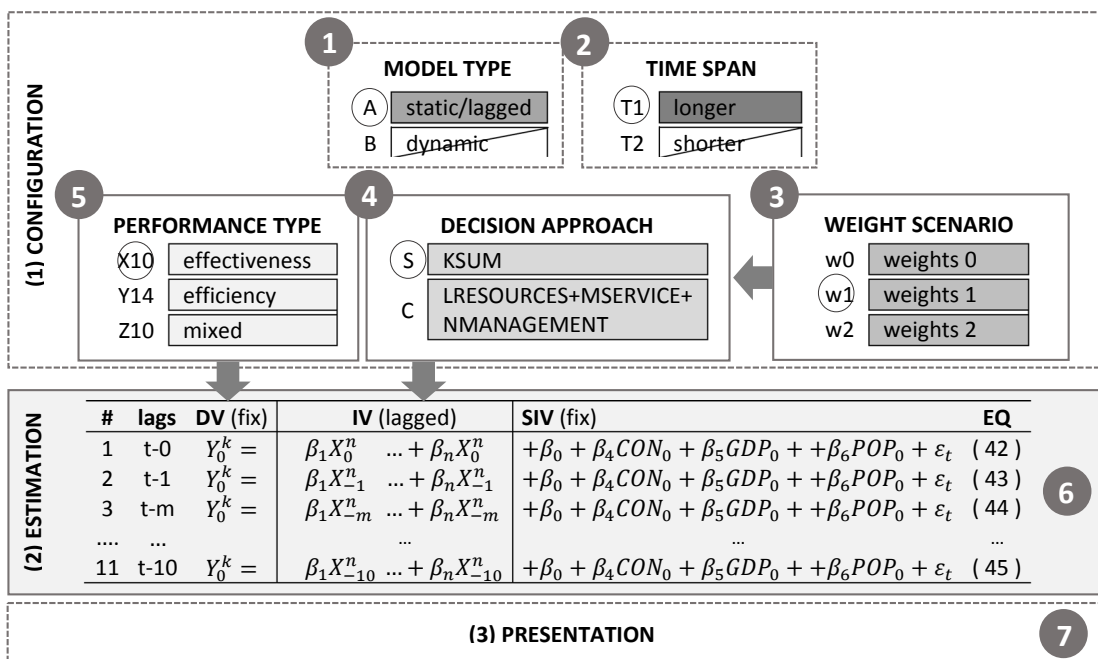 (1) CONFIGURATION
1
MODEL TYPE
A static/lagged
B dynamic
2
TIME SPAN
T1 longer
T2 shorter
5
PERFORMANCE TYPE
X10 effectiveness
Y14 efficiency
Z10 mixed
4
DECISION APPROACH
S KSUM
C LRESOURCES+MSERVICE+
NMANAGEMENT
3
WEIGHT SCENARIO
w0 weights 0
w1 weights 1
w2 weights 2
(2) ESTIMATION
# lags DV (fix) IV (lagged) SIV (fix) EQ
1 t-0 Y_0^k = β_1X_0^n ... + β_nX_0^n +β_0 + β_4CON_0 + β_5GDP_0 + +β_6POP_0 + ε_t ( 42 )
2 t-1 Y_0^k = β_1X_{-1}^n ... + β_nX_{-1}^n +β_0 + β_4CON_0 + β_5GDP_0 + +β_6POP_0 + ε_t ( 43 )
3 t-m Y_0^k = β_1X_{-m}^n ... + β_nX_{-m}^n +β_0 + β_4CON_0 + β_5GDP_0 + +β_6POP_0 + ε_t ( 44 )
.... ... ... ... ...
11 t-10 Y_0^k = β_1X_{-10}^n ... + β_nX_{-10}^n +β_0 + β_4CON_0 + β_5GDP_0 + +β_6POP_0 + ε_t ( 45 )
6
(3) PRESENTATION
7